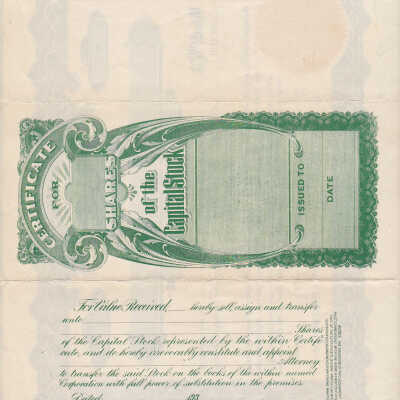 CERTIFICATE
FOR
SHARES
of the
Capital Stock
ISSUED TO
DATE
For Value Received, hereby sell, assign and transfer
unto
Shares
of the Capital Stock represented by the within Certifi
cate, and do hereby irrevocably constitute and appoint
Attorney
to transfer the said Stock on the books of the within named
Corporation with full power of substitution in the premises.
Dated 193